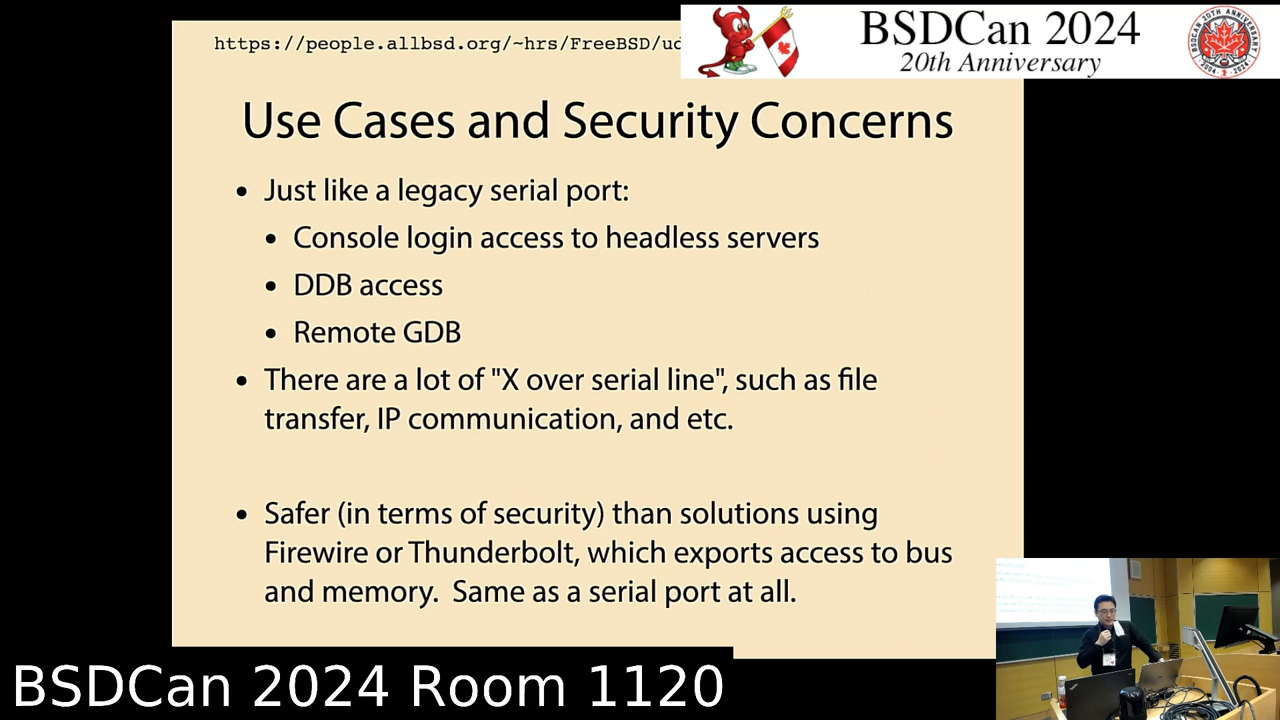 https://people.allbsd.org/~hrs/FreeBSD/ud
BSDCan 2024
20th Anniversary
Use Cases and Security Concerns
• Just like a legacy serial port:
• Console login access to headless servers
• DDB access
• Remote GDB
• There are a lot of "X over serial line", such as file
transfer, IP communication, and etc.
• Safer (in terms of security) than solutions using
Firewire or Thunderbolt, which exports access to bus
and memory. Same as a serial port at all.
BSDCan 2024 Room 1120